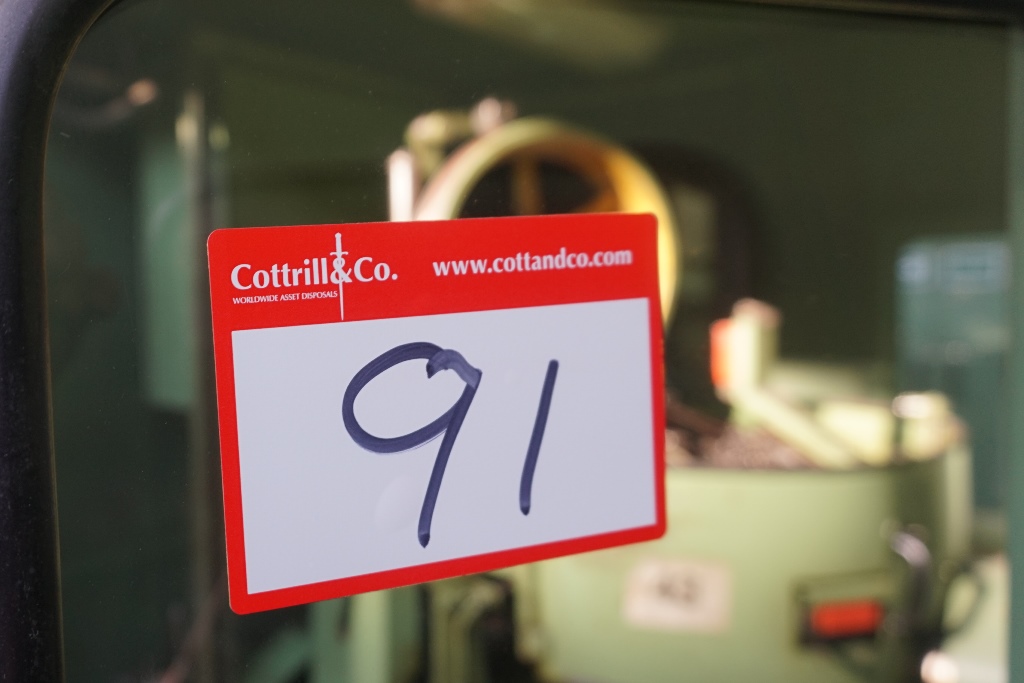 Cottrill&Co. www.cottandco.com
WORLDWIDE ASSET DISPOSALS
91